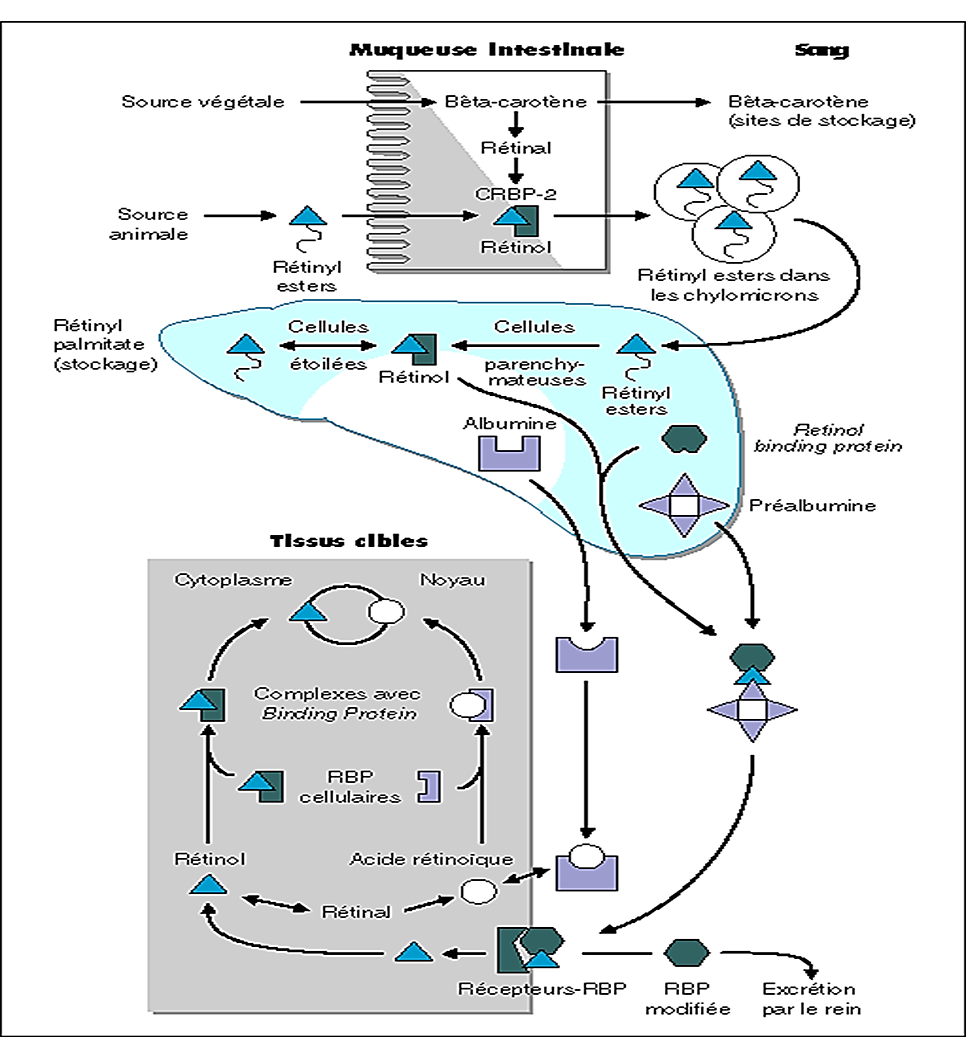 Muqueuse intestinale
Sang
Source végétale
Bêta-carotène
Bêta-carotène
(sites de stockage)
Rétinal
CRBP-2
Rétinol
Source
animale
Rétinyl
esters
Rétinyl esters dans
les chylomicrons
Rétinyl
palmitate
(stockage)
Cellules
étoilées
Rétinol
Cellules
parenchy-
mateuses
Rétinyl
esters
Albumine
Retinol
binding protein
Préalbumine
Tissus cibles
Cytoplasme
Noyau
Complexes avec
Binding Protein
RBP
cellulaires
Rétinol
Acide rétinoïque
Rétinal
Récepteurs-RBP
RBP
modifiée
Excrétion
par le rein